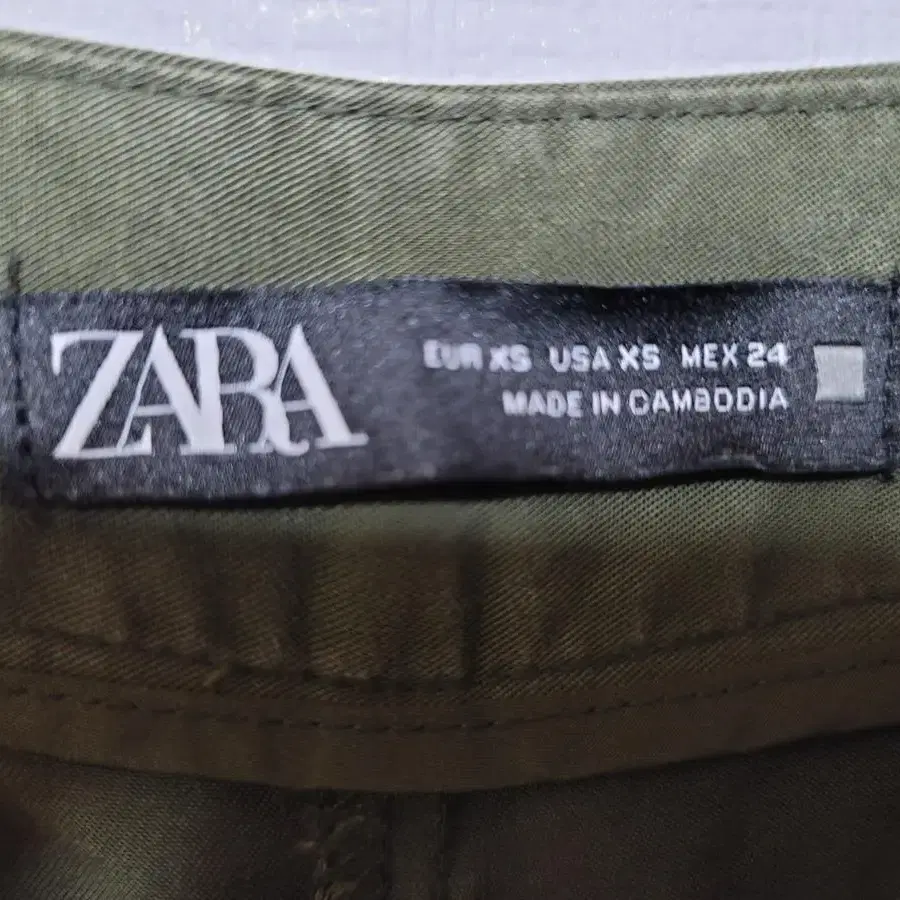 ZARA
EUR XS USA XS MEX 24
MADE IN CAMBODIA